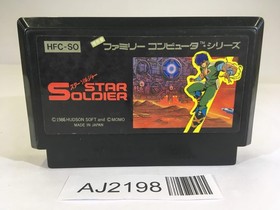 HFC-SO
ファミリー コンピュータ™シリーズ
スター・ソルジャー
STAR
SOLDIER
©1986 HUDSON SOFT and ©MOMO
MADE IN JAPAN
AJ2198